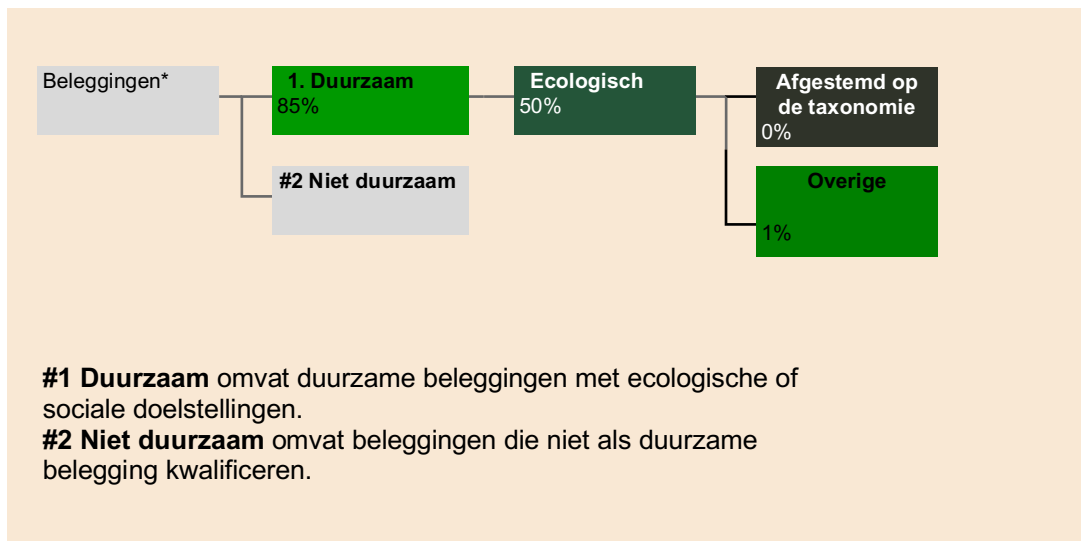 Beleggingen*
1. Duurzaam
85%
Ecologisch
50%
Afgestemd op
de taxonomie
0%
#2 Niet duurzaam
Overige
1%
#1 Duurzaam omvat duurzame beleggingen met ecologische of
sociale doelstellingen.
#2 Niet duurzaam omvat beleggingen die niet als duurzame
belegging kwalificeren.